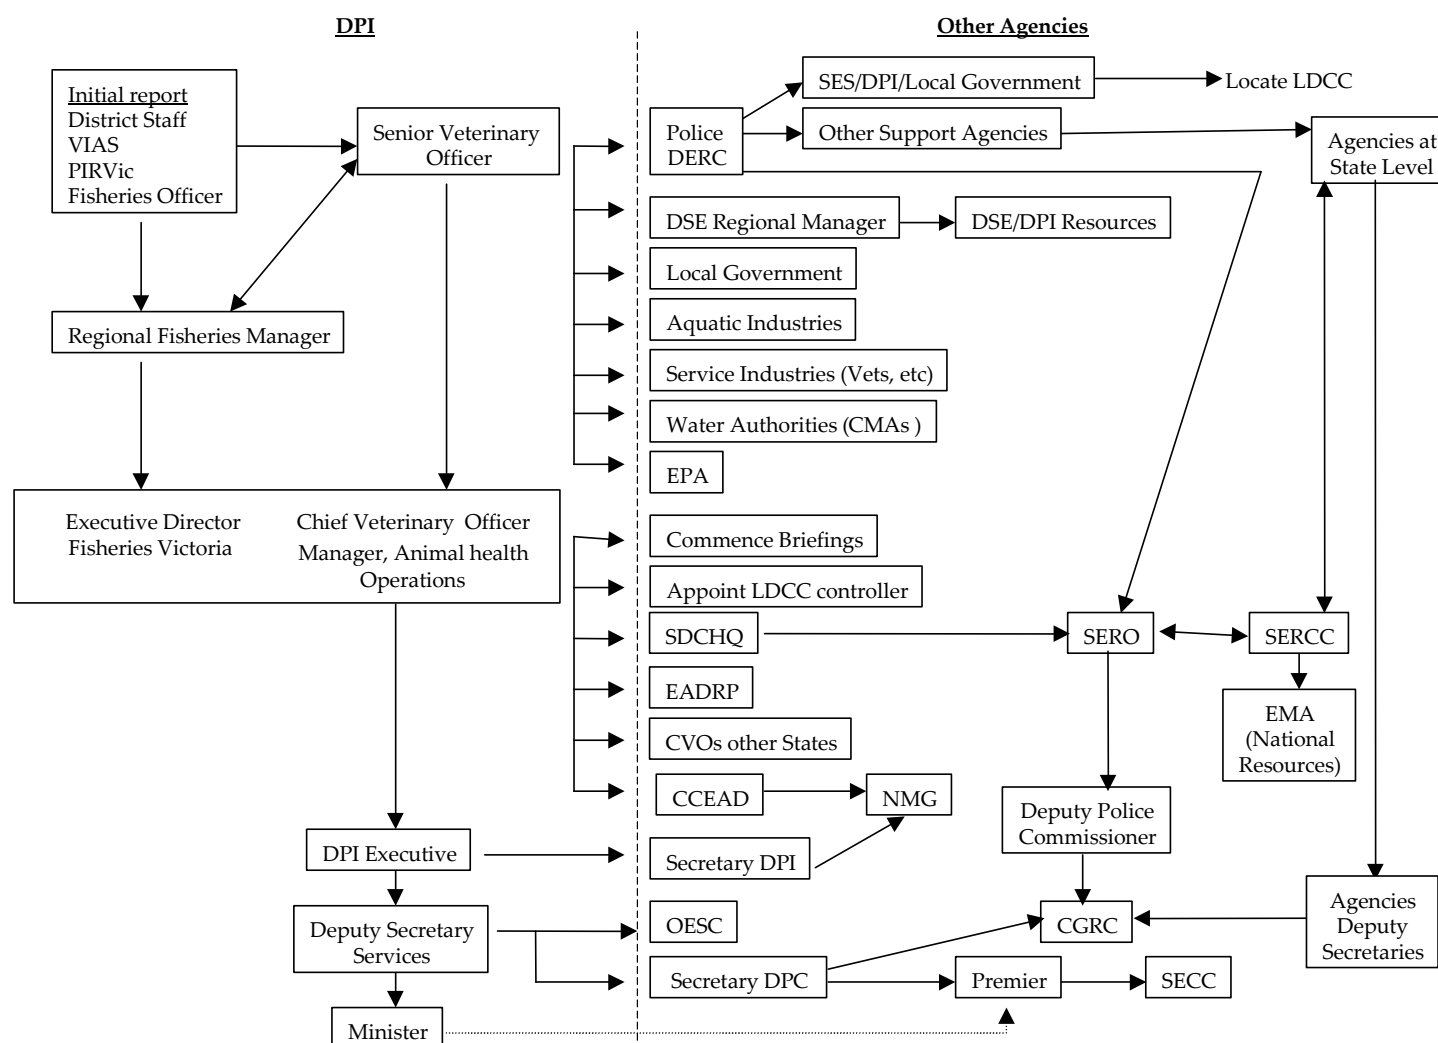 DPI
Other Agencies
Initial report
District Staff
VIAS
PIRVic
Fisheries Officer
Senior Veterinary
Officer
Regional Fisheries Manager
Executive Director
Fisheries Victoria
Chief Veterinary Officer
Manager, Animal health
Operations
DPI Executive
Deputy Secretary
Services
Minister
Police
DERC
SES/DPI/Local Government
Locate LDCC
Other Support Agencies
Agencies at
State Level
DSE Regional Manager
DSE/DPI Resources
Local Government
Aquatic Industries
Service Industries (Vets, etc)
Water Authorities (CMAs )
EPA
Commence Briefings
Appoint LDCC controller
SDCHQ
SERO
SERCC
EADRP
EMA
(National
Resources)
CVOs other States
CCEAD
NMG
Deputy Police
Commissioner
Secretary DPI
OESC
CGRC
Agencies
Deputy
Secretaries
Secretary DPC
Premier
SECC